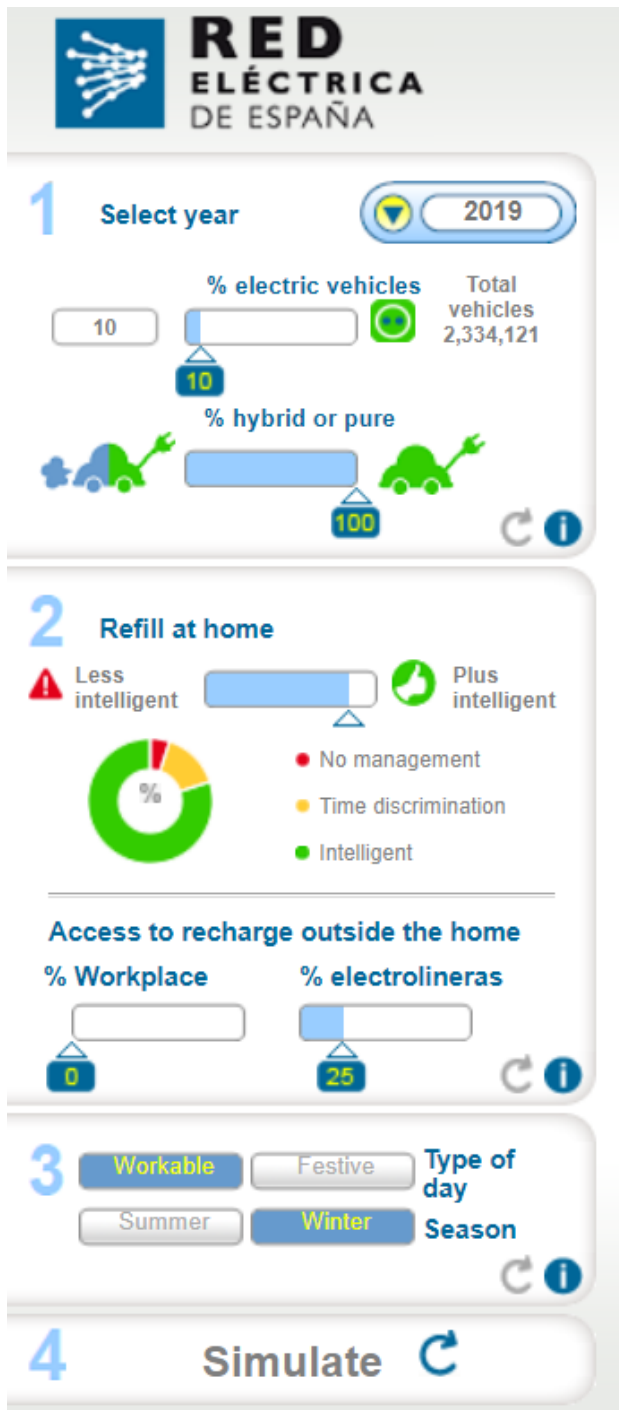 RED
ELÉCTRICA
DE ESPAÑA
1 Select year 2019
% electric vehicles
Total
vehicles
2,334,121
10
10
% hybrid or pure
100
i
2 Refill at home
Less
intelligent
Plus
intelligent
%
No management
Time discrimination
Intelligent
Access to recharge outside the home
% Workplace % electrolineras
0 25
i
3 Workable Festive Type of
day
Summer Winter Season
i
4 Simulate